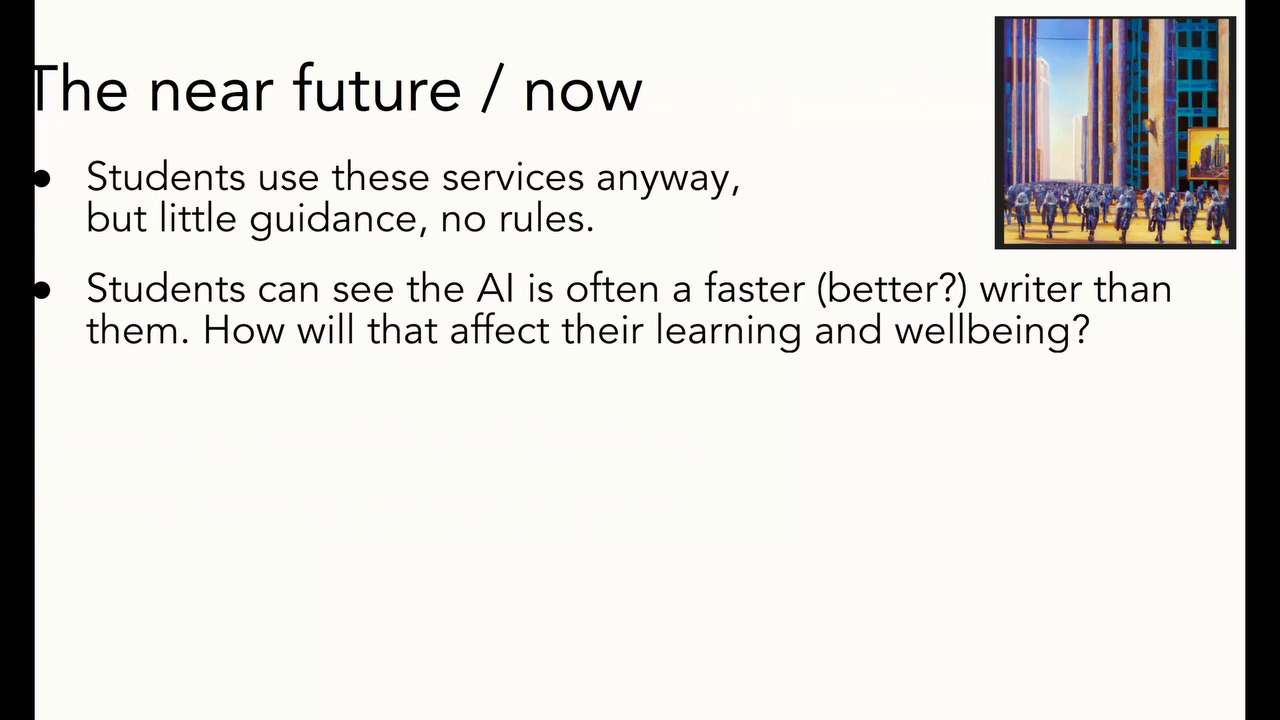 The near future / now
● Students use these services anyway,
but little guidance, no rules.
● Students can see the AI is often a faster (better?) writer than
them. How will that affect their learning and wellbeing?